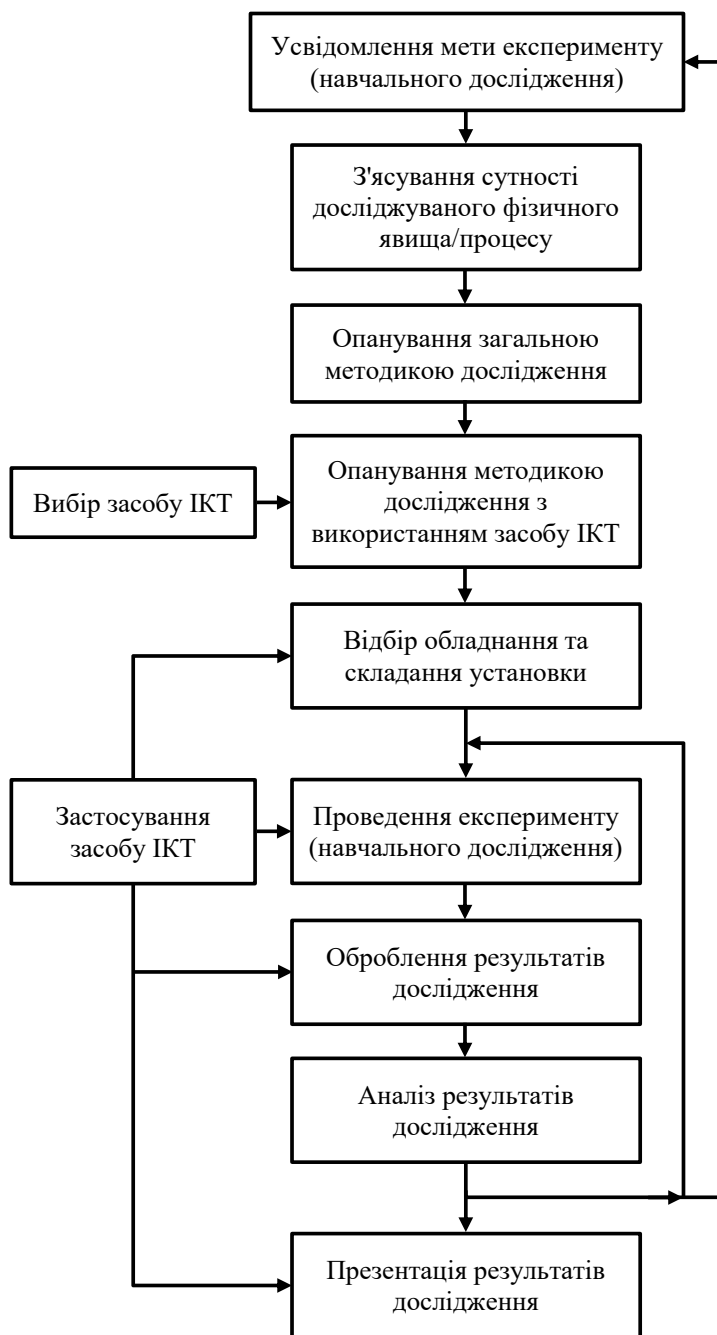 Усвідомлення мети експерименту
(навчального дослідження)
З'ясування сутності
досліджуваного фізичного
явища/процесу
Опанування загальною
методикою дослідження
Вибір засобу ІКТ
Опанування методикою
дослідження з
використанням засобу ІКТ
Відбір обладнання та
складання установки
Застосування
засобу ІКТ
Проведення експерименту
(навчального дослідження)
Оброблення результатів
дослідження
Аналіз результатів
дослідження
Презентація результатів
дослідження